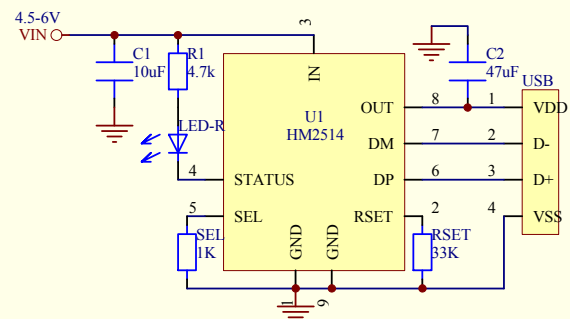 4.5-6V
VIN
3
C1
10uF
R1
4.7k
C2
47uF
USB
IN
U1
HM2514
OUT
8
1
VDD
LED-R
DM
7
2
D-
4
STATUS
DP
6
3
D+
5
SEL
RSET
2
4
VSS
SEL
1K
GND
GND
RSET
33K
1
9